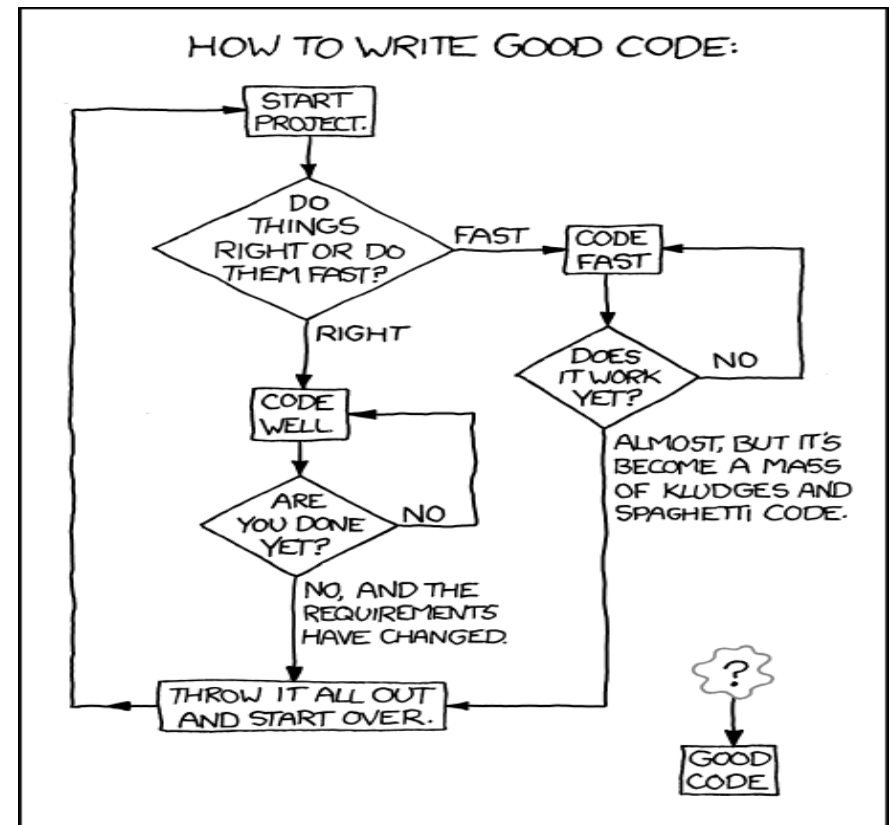 HOW TO WRITE GOOD CODE:
START
PROJECT.
DO
THINGS
RIGHT OR DO
THEM FAST?
FAST
CODE
FAST
RIGHT
DOES
IT WORK
YET?
NO
CODE
WELL
ALMOST, BUT IT'S
BECOME A MASS
OF KLUDGES AND
SPAGHETTI CODE.
ARE
YOU DONE
YET?
NO
NO, AND THE
REQUIREMENTS
HAVE CHANGED.
THROW IT ALL OUT
AND START OVER.
?
GOOD
CODE